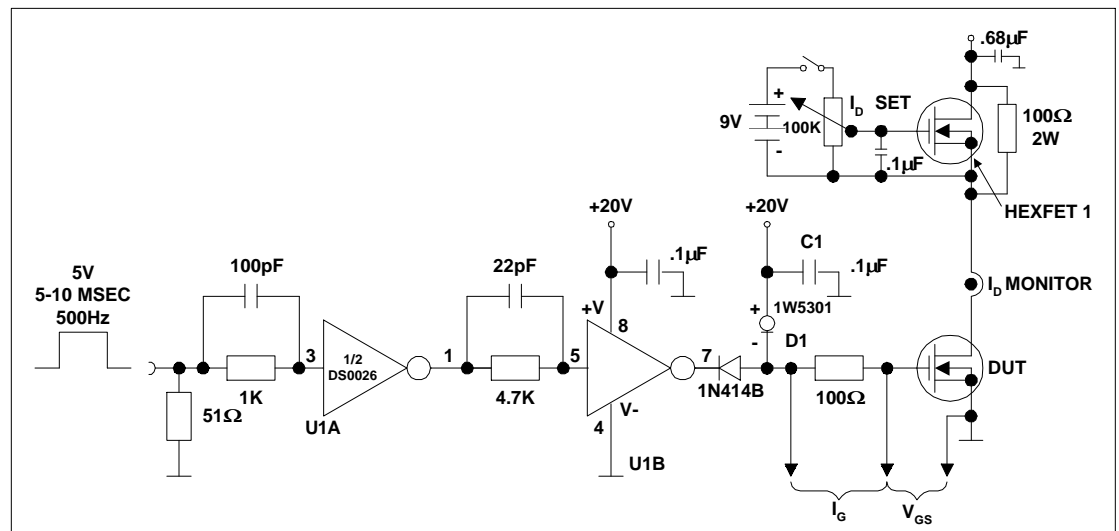 .68µF
I_D SET
9V
+
-
100K
.1µF
100Ω
2W
HEXFET 1
+20V
+20V
C1
.1µF
.1µF
5V
5-10 MSEC
500Hz
100pF
22pF
I_D MONITOR
1W5301
+
-
+V
8
3
1/2
DS0026
1
5
7
D1
DUT
1K
4.7K
1N414B
100Ω
51Ω
U1A
V-
4
U1B
I_G
V_GS